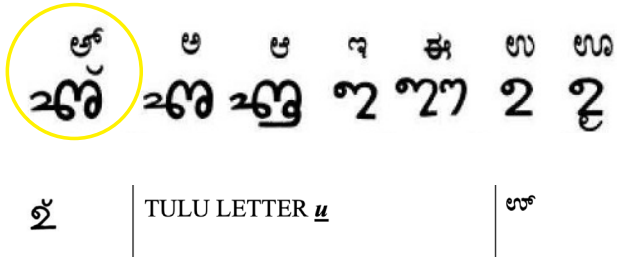 ಅ್ ಅ ಆ ಇ ಈ ಉ ಊ
𑎀𑏎 𑎀 𑎁 𑎂 𑎃 𑎄 𑎅
𑎄𑏎 TULU LETTER u ಉ್